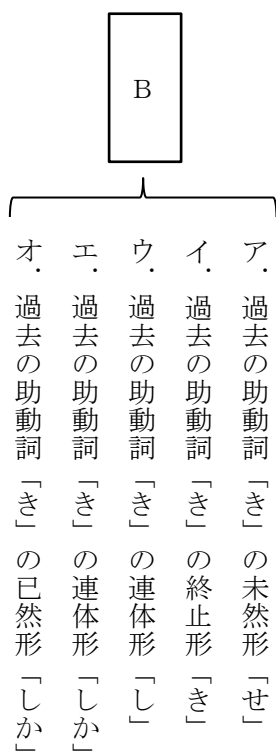 B
ア．過去の助動詞「き」の未然形「せ」
イ．過去の助動詞「き」の終止形「き」
ウ．過去の助動詞「き」の連体形「し」
エ．過去の助動詞「き」の連体形「しか」
オ．過去の助動詞「き」の已然形「しか」